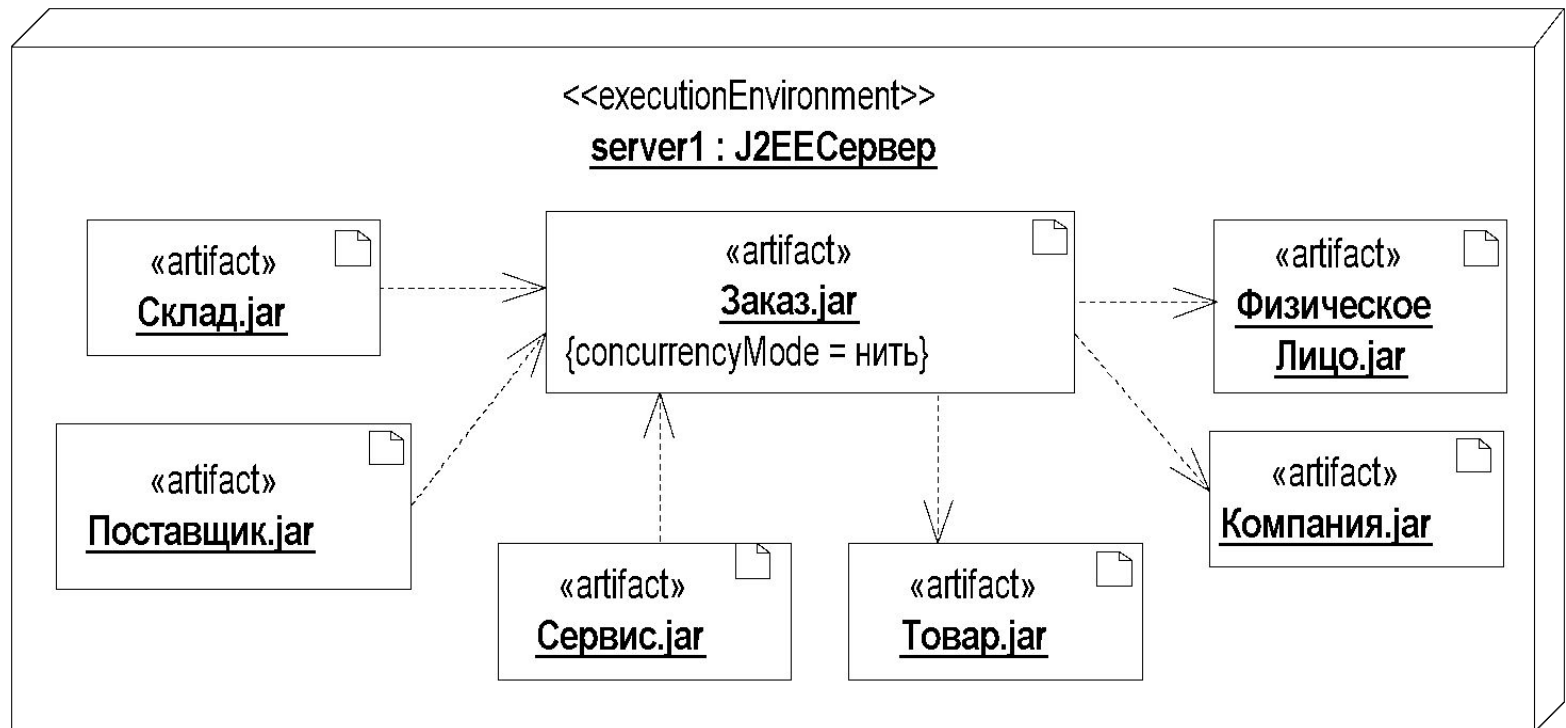 <<executionEnvironment>>
server1 : J2EEСервер
«artifact»
Склад.jar
«artifact»
Заказ.jar
{concurrencyMode = нить}
«artifact»
Физическое
Лицо.jar
«artifact»
Поставщик.jar
«artifact»
Компания.jar
«artifact»
Сервис.jar
«artifact»
Товар.jar